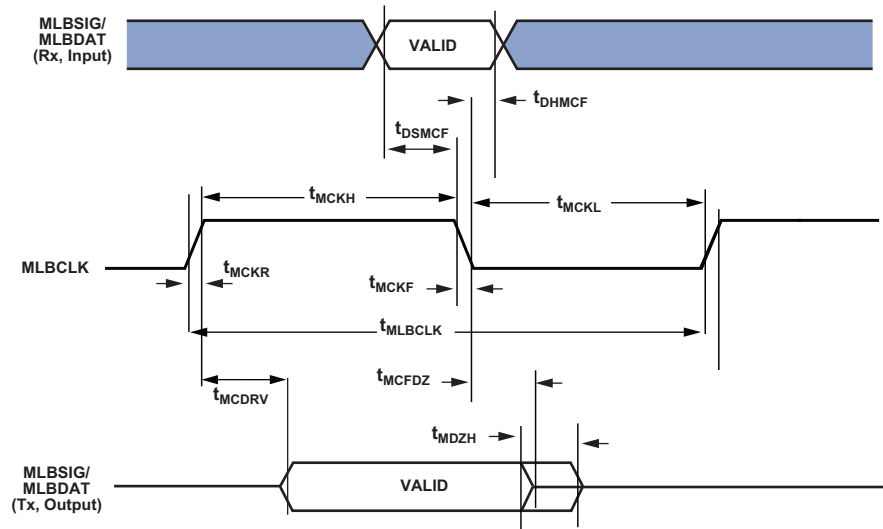 MLBSIG/
MLBDAT
(Rx, Input)
VALID
tDHMCF
tDSMCF
tMCKH
tMCKL
MLBCLK
tMCKR
tMCKF
tMLBCLK
tMCFDZ
tMCDRV
tMDZH
MLBSIG/
MLBDAT
(Tx, Output)
VALID